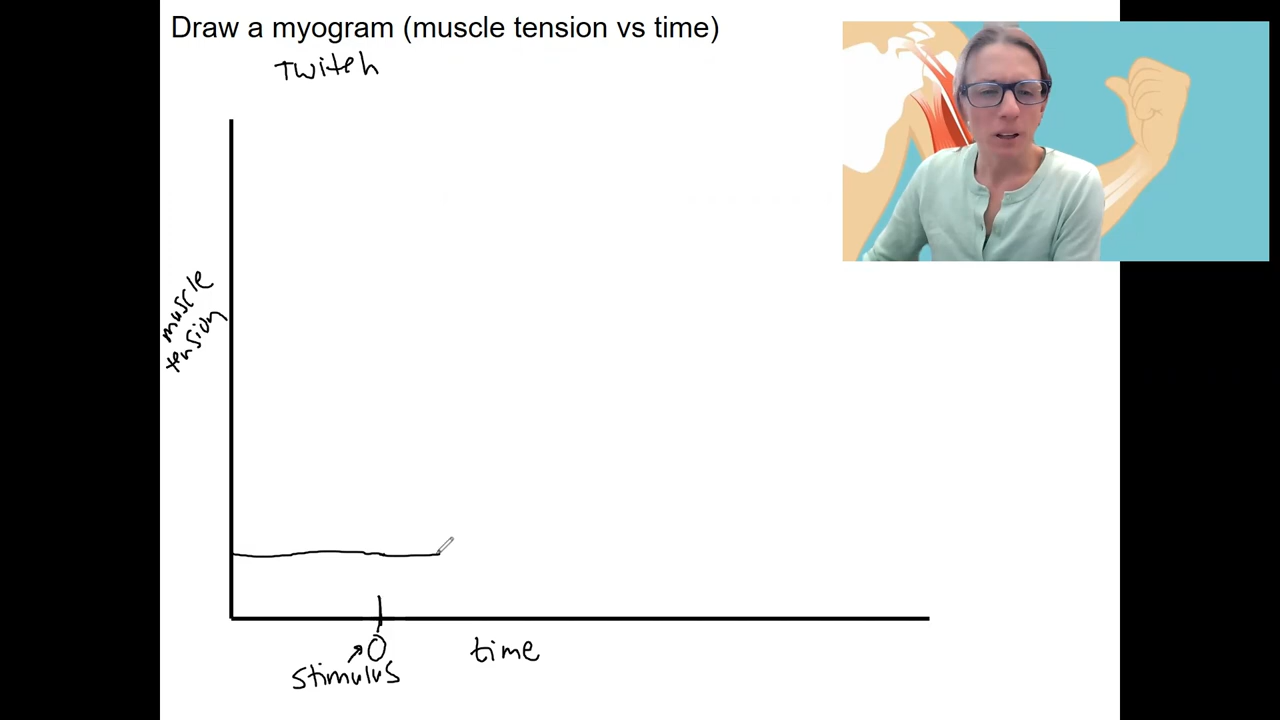 Draw a myogram (muscle tension vs time)
Twitch
muscle
tension
0
stimulus
time